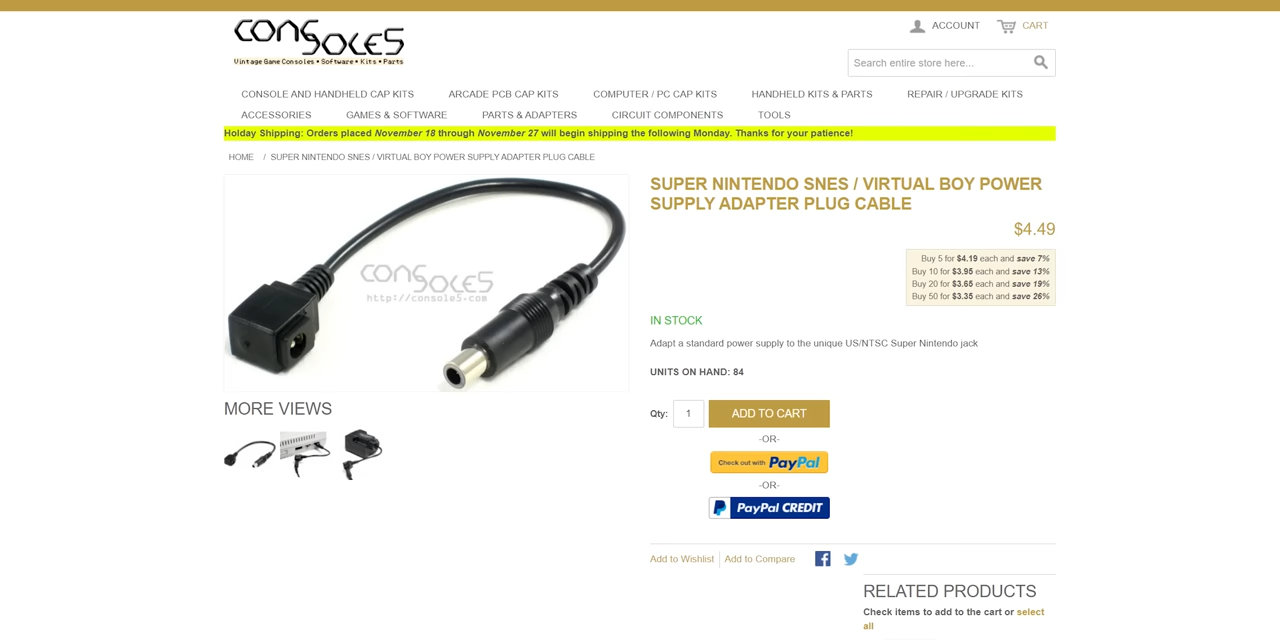 CONSOLE5
Vintage Game Consoles • Software • Kits • Parts
ACCOUNT
CART
Search entire store here...
CONSOLE AND HANDHELD CAP KITS
ARCADE PCB CAP KITS
COMPUTER / PC CAP KITS
HANDHELD KITS & PARTS
REPAIR / UPGRADE KITS
ACCESSORIES
GAMES & SOFTWARE
PARTS & ADAPTERS
CIRCUIT COMPONENTS
TOOLS
Holday Shipping: Orders placed November 18 through November 27 will begin shipping the following Monday. Thanks for your patience!
HOME / SUPER NINTENDO SNES / VIRTUAL BOY POWER SUPPLY ADAPTER PLUG CABLE
CONSOLE5
http://console5.com
MORE VIEWS
SUPER NINTENDO SNES / VIRTUAL BOY POWER
SUPPLY ADAPTER PLUG CABLE
$4.49
Buy 5 for $4.19 each and save 7%
Buy 10 for $3.95 each and save 13%
Buy 20 for $3.65 each and save 19%
Buy 50 for $3.35 each and save 26%
IN STOCK
Adapt a standard power supply to the unique US/NTSC Super Nintendo jack
UNITS ON HAND: 84
Qty: 1 ADD TO CART
-OR-
Check out with PayPal
-OR-
PayPal CREDIT
Add to Wishlist
Add to Compare
RELATED PRODUCTS
Check items to add to the cart or select
all